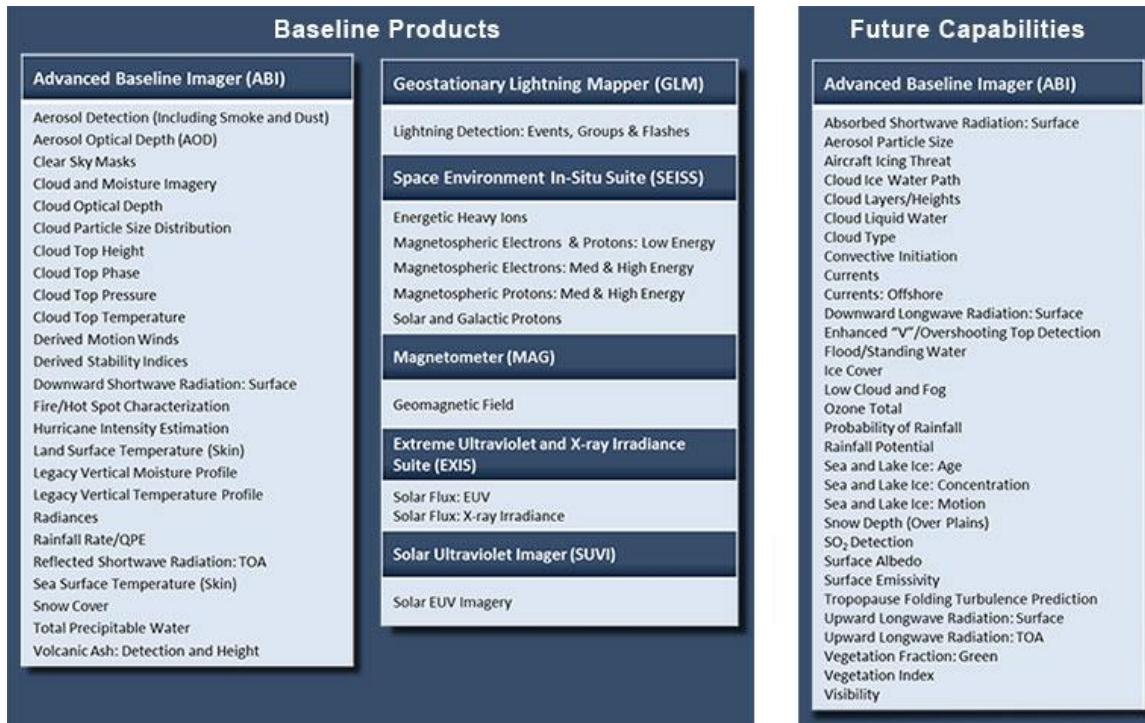 Baseline Products
Advanced Baseline Imager (ABI)
Aerosol Detection (Including Smoke and Dust)
Aerosol Optical Depth (AOD)
Clear Sky Masks
Cloud and Moisture Imagery
Cloud Optical Depth
Cloud Particle Size Distribution
Cloud Top Height
Cloud Top Phase
Cloud Top Pressure
Cloud Top Temperature
Derived Motion Winds
Derived Stability Indices
Downward Shortwave Radiation: Surface
Fire/Hot Spot Characterization
Hurricane Intensity Estimation
Land Surface Temperature (Skin)
Legacy Vertical Moisture Profile
Legacy Vertical Temperature Profile
Radiances
Rainfall Rate/QPE
Reflected Shortwave Radiation: TOA
Sea Surface Temperature (Skin)
Snow Cover
Total Precipitable Water
Volcanic Ash: Detection and Height
Geostationary Lightning Mapper (GLM)
Lightning Detection: Events, Groups & Flashes
Space Environment In-Situ Suite (SEISS)
Energetic Heavy Ions
Magnetospheric Electrons & Protons: Low Energy
Magnetospheric Electrons: Med & High Energy
Magnetospheric Protons: Med & High Energy
Solar and Galactic Protons
Magnetometer (MAG)
Geomagnetic Field
Extreme Ultraviolet and X-ray Irradiance
Suite (EXIS)
Solar Flux: EUV
Solar Flux: X-ray Irradiance
Solar Ultraviolet Imager (SUVI)
Solar EUV Imagery
Future Capabilities
Advanced Baseline Imager (ABI)
Absorbed Shortwave Radiation: Surface
Aerosol Particle Size
Aircraft Icing Threat
Cloud Ice Water Path
Cloud Layers/Heights
Cloud Liquid Water
Cloud Type
Convective Initiation
Currents
Currents: Offshore
Downward Longwave Radiation: Surface
Enhanced “V”/Overshooting Top Detection
Flood/Standing Water
Ice Cover
Low Cloud and Fog
Ozone Total
Probability of Rainfall
Rainfall Potential
Sea and Lake Ice: Age
Sea and Lake Ice: Concentration
Sea and Lake Ice: Motion
Snow Depth (Over Plains)
SO₂ Detection
Surface Albedo
Surface Emissivity
Tropopause Folding Turbulence Prediction
Upward Longwave Radiation: Surface
Upward Longwave Radiation: TOA
Vegetation Fraction: Green
Vegetation Index
Visibility